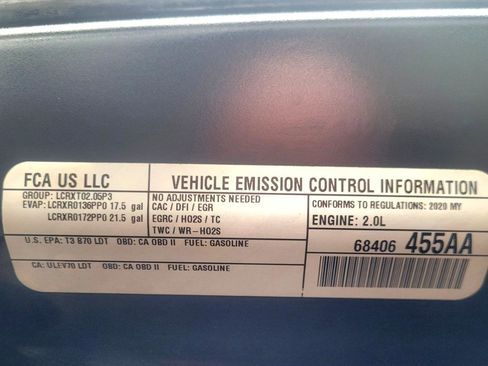 FCA US LLC
VEHICLE EMISSION CONTROL INFORMATION
GROUP: LCRXT02.05P3
EVAP: LCRXR0136PP0 17.5 gal
LCRXR0172PP0 21.5 gal
NO ADJUSTMENTS NEEDED
CAC / DFI / EGR
EGRC / HO2S / TC
TWC / WR-HO2S
CONFORMS TO REGULATIONS: 2020 MY
ENGINE: 2.0L
U.S. EPA: T3 B70 LDT OBD: CA OBD II FUEL: GASOLINE
68406 455AA
CA: ULEV70 LDT OBD: CA OBD II FUEL: GASOLINE